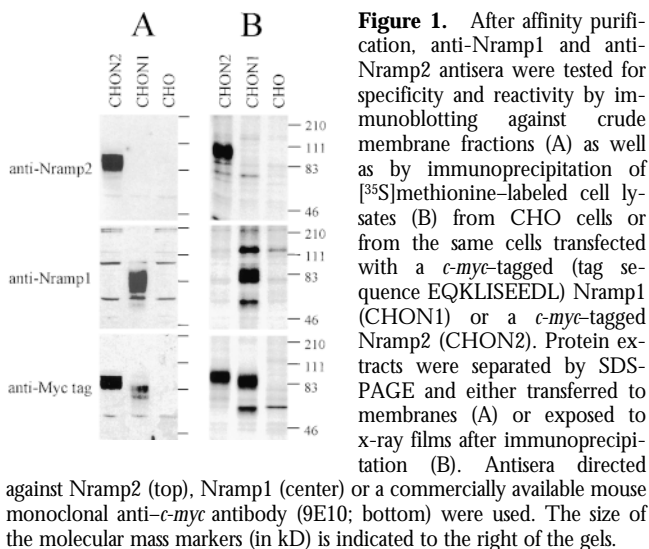 A
B
CHON2
CHON1
CHO
CHON2
CHON1
CHO
anti-Nramp2
210
111
83
46
anti-Nramp1
210
111
83
46
anti-Myc tag
210
111
83
46
Figure 1. After affinity purifi-
cation, anti-Nramp1 and anti-
Nramp2 antisera were tested for
specificity and reactivity by im-
munoblotting against crude
membrane fractions (A) as well
as by immunoprecipitation of
[³⁵S]methionine–labeled cell ly-
sates (B) from CHO cells or
from the same cells transfected
with a c-myc–tagged (tag se-
quence EQKLISEEDL) Nramp1
(CHON1) or a c-myc–tagged
Nramp2 (CHON2). Protein ex-
tracts were separated by SDS-
PAGE and either transferred to
membranes (A) or exposed to
x-ray films after immunoprecipi-
tation (B). Antisera directed
against Nramp2 (top), Nramp1 (center) or a commercially available mouse
monoclonal anti–c-myc antibody (9E10; bottom) were used. The size of
the molecular mass markers (in kD) is indicated to the right of the gels.